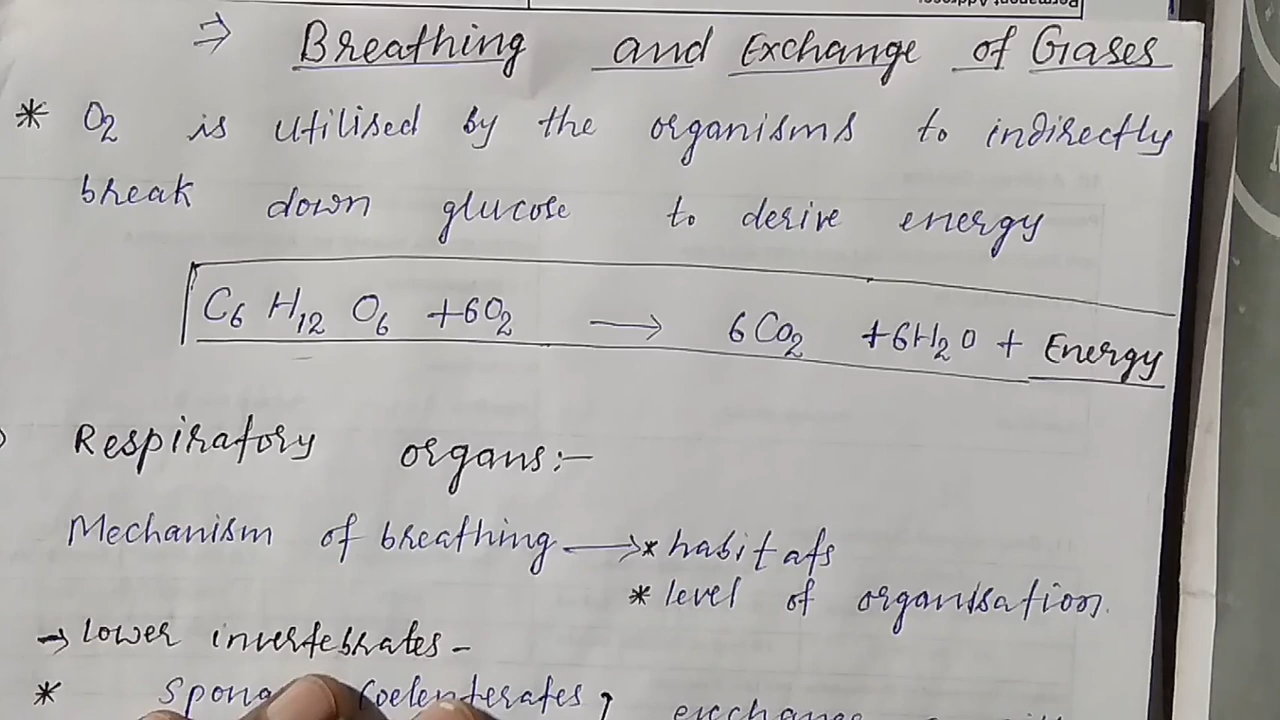 Permanent Address:
⇒ Breathing and Exchange of Gases
* O2 is utilised by the organisms to indirectly
break down glucose to derive energy
C6 H12 O6 +6O2 → 6CO2 +6H2O + Energy
Respiratory organs:-
Mechanism of breathing → * habitats
* level of organisation.
→ Lower invertebrates -
* Coelenterates,